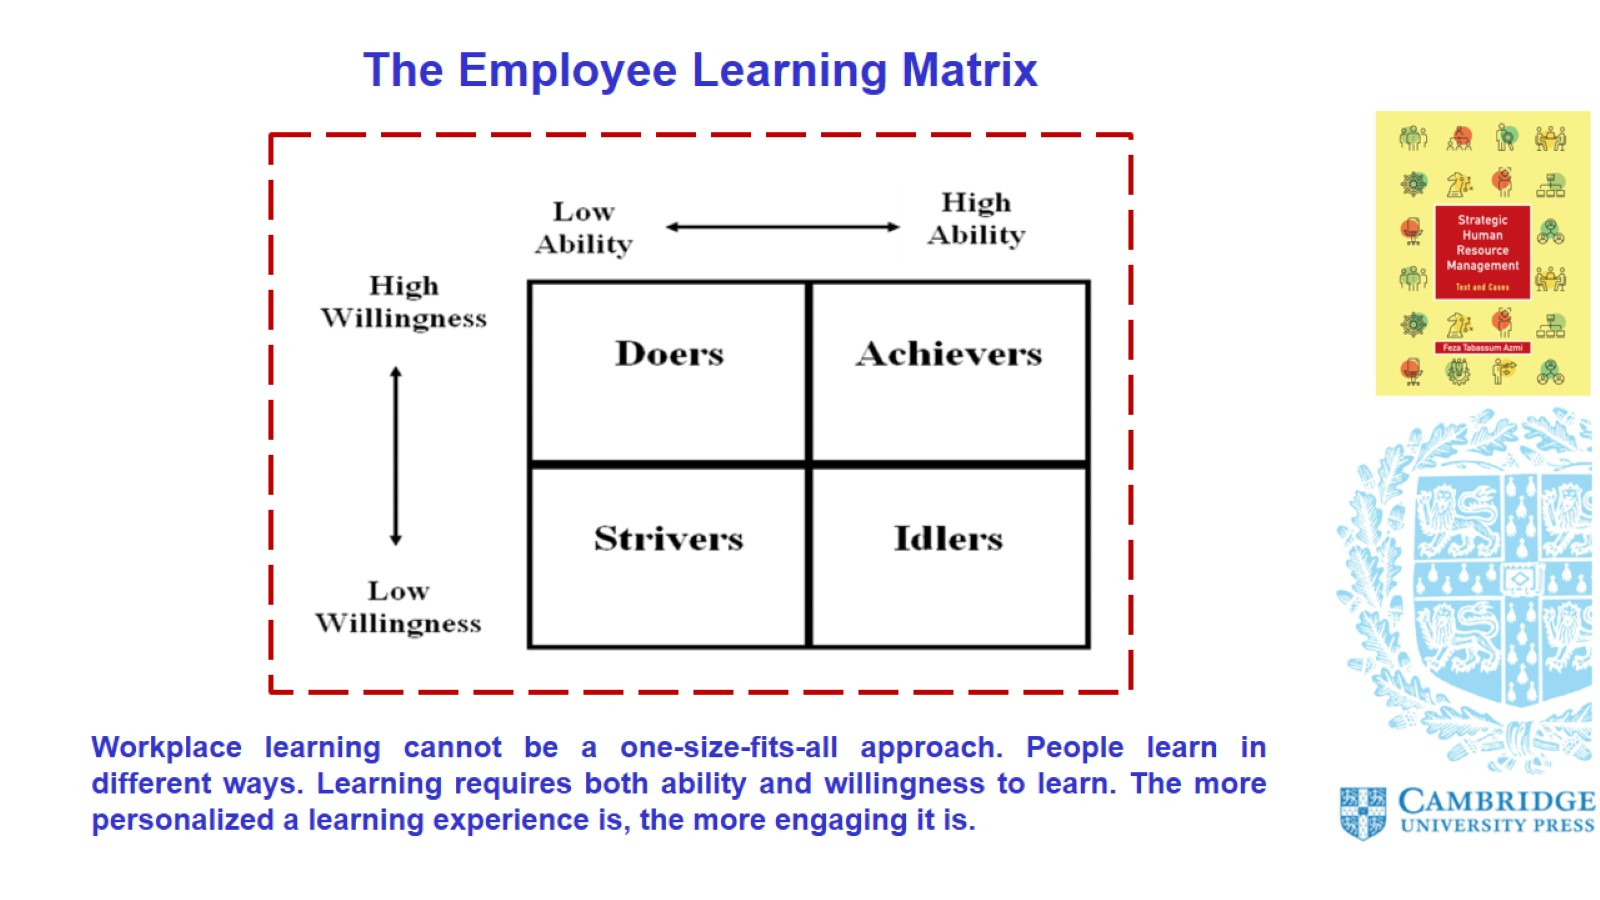 The Employee Learning Matrix
Low
Ability
High
Ability
High
Willingness
Doers
Achievers
Strivers
Idlers
Low
Willingness
Workplace learning cannot be a one-size-fits-all approach. People learn in
different ways. Learning requires both ability and willingness to learn. The more
personalized a learning experience is, the more engaging it is.
Strategic
Human
Resource
Management
Text and Cases
Feza Tabassum Azmi
CAMBRIDGE
UNIVERSITY PRESS